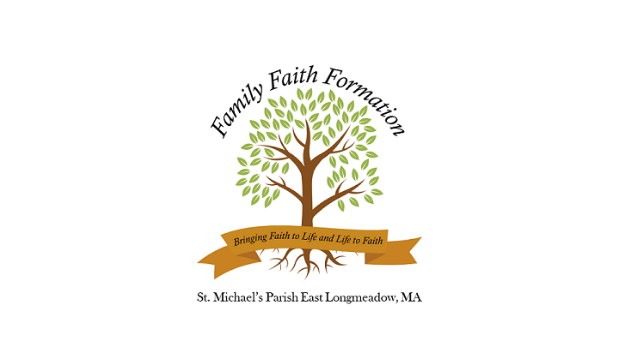 Family Faith Formation
Bringing Faith to Life and Life to Faith
St. Michael's Parish East Longmeadow, MA